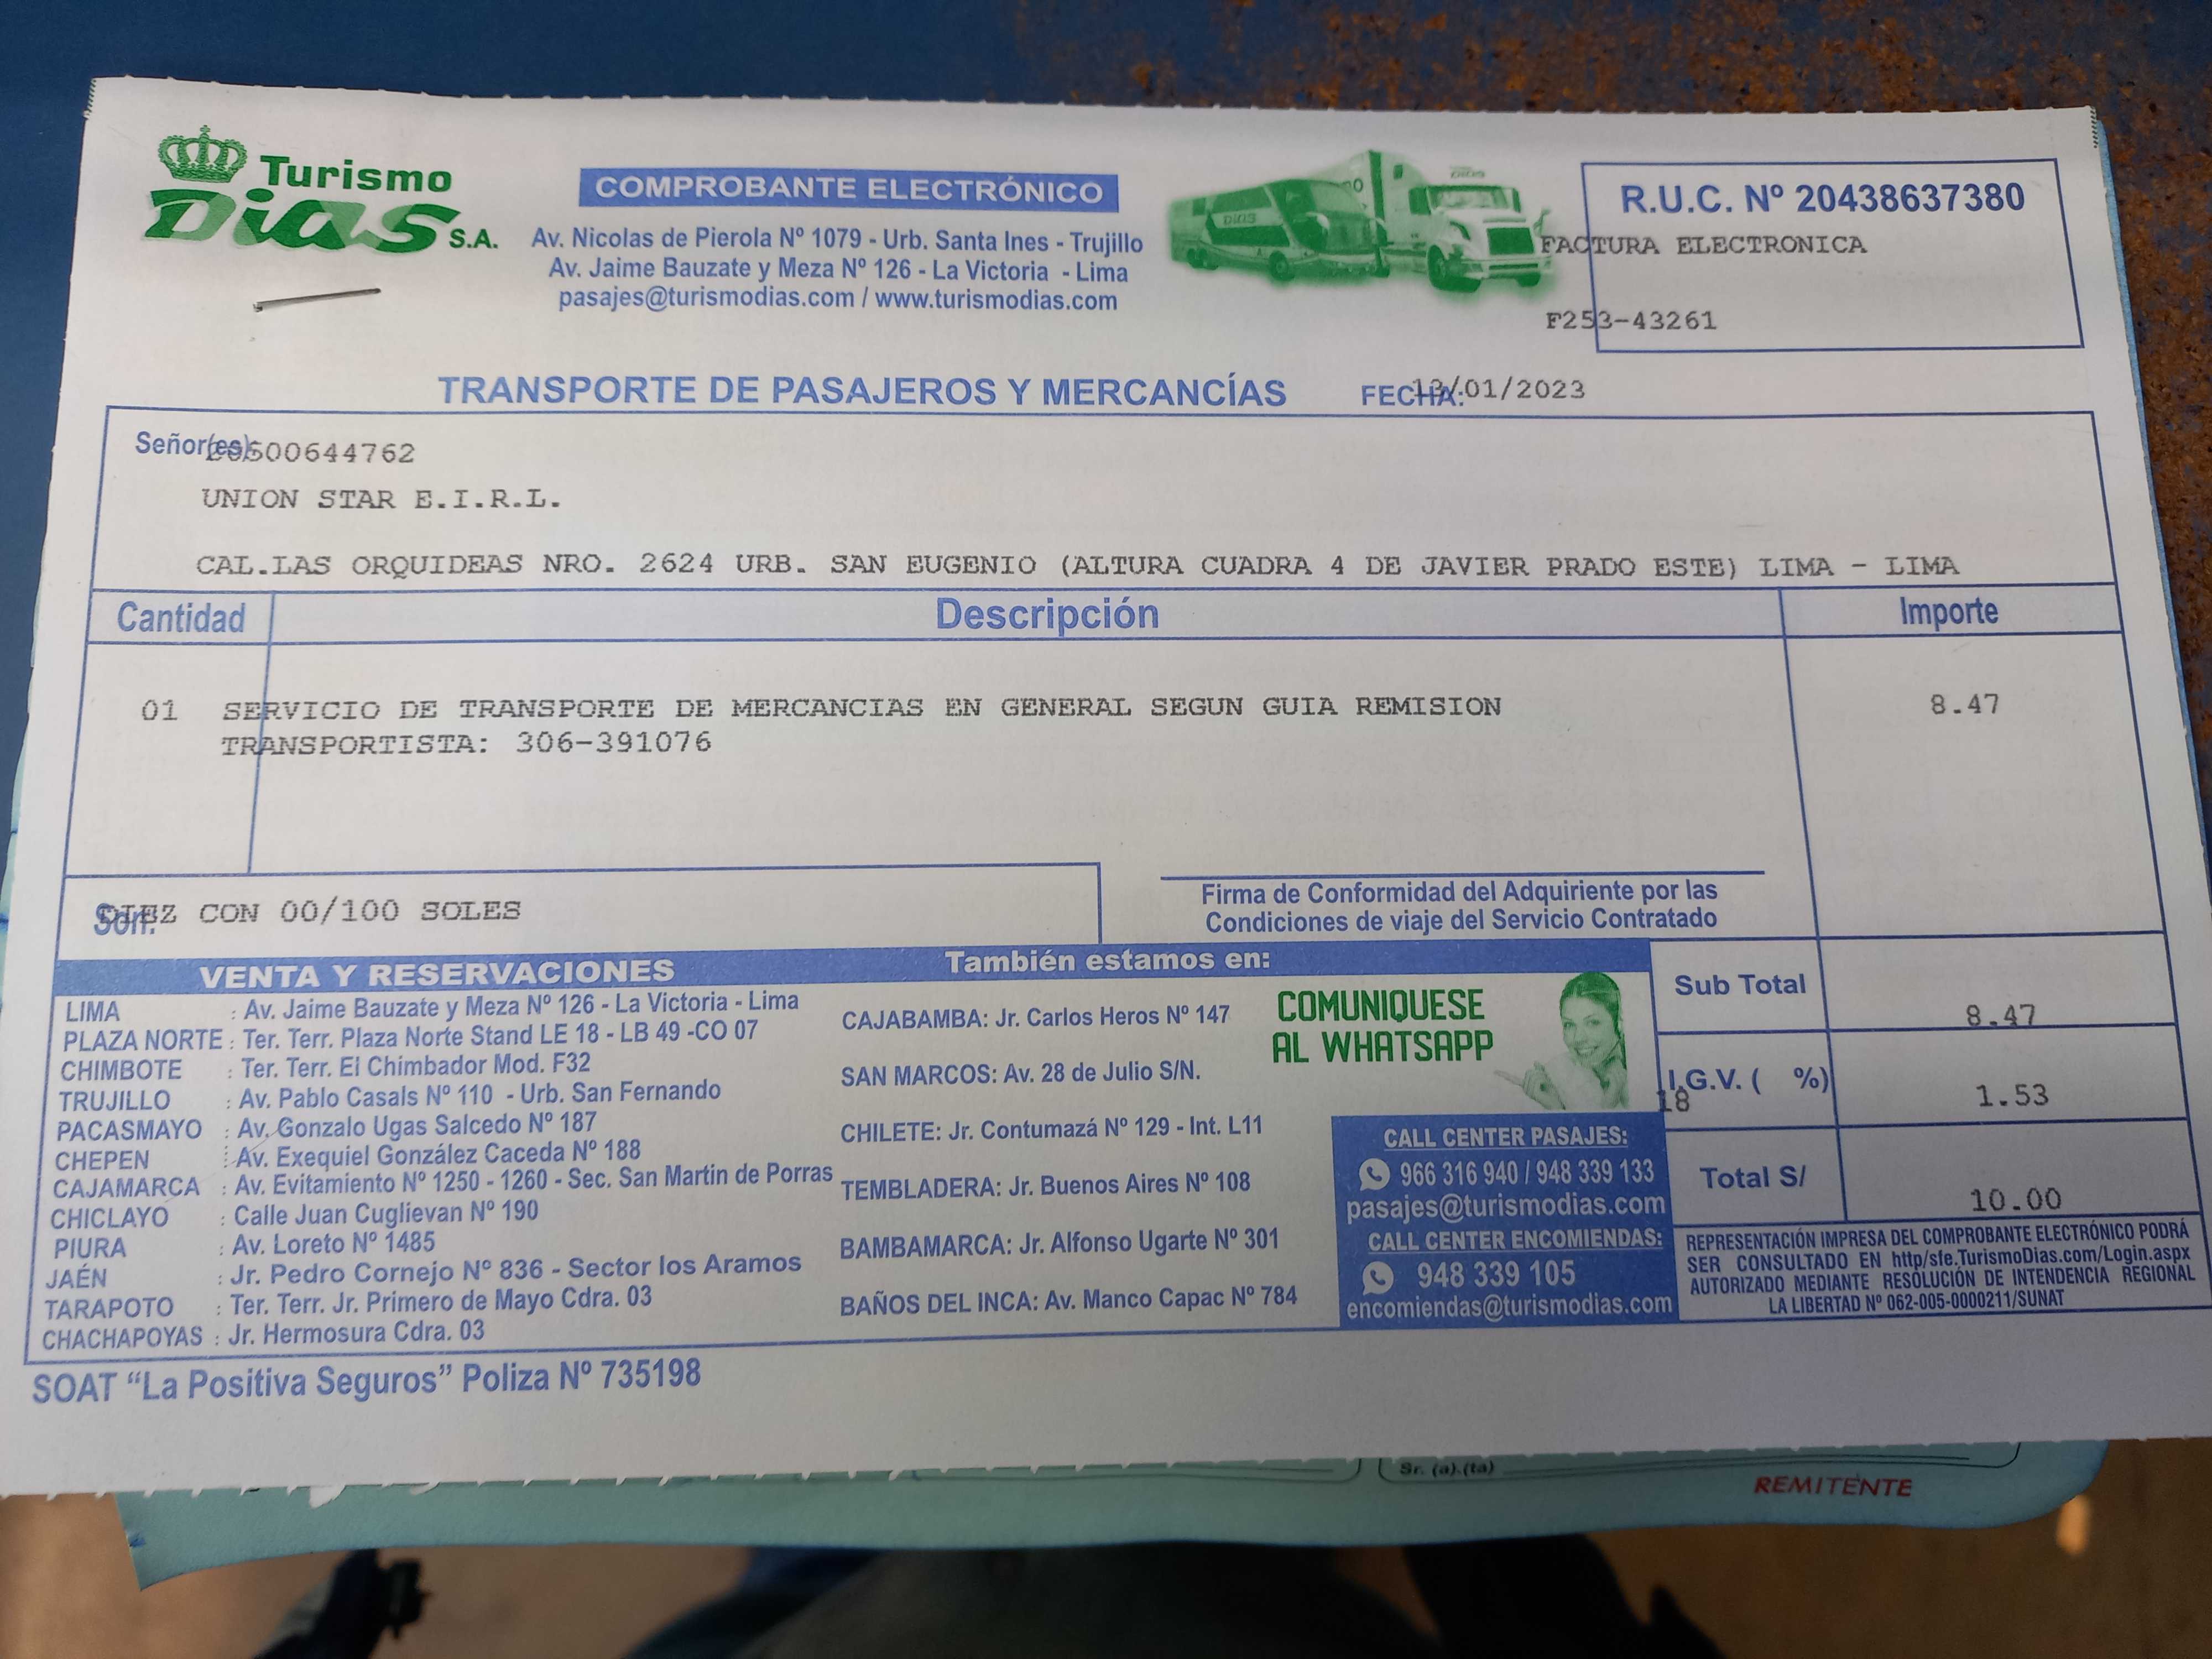 Turismo
Dias S.A.
COMPROBANTE ELECTRÓNICO
Av. Nicolas de Pierola Nº 1079 - Urb. Santa Ines - Trujillo
Av. Jaime Bauzate y Meza Nº 126 - La Victoria - Lima
pasajes@turismodias.com / www.turismodias.com
R.U.C. Nº 20438637380
FACTURA ELECTRONICA
F253-43261
TRANSPORTE DE PASAJEROS Y MERCANCÍAS
FECHA: 13/01/2023
Señor(es): 20500644762
UNION STAR E.I.R.L.
CAL.LAS ORQUIDEAS NRO. 2624 URB. SAN EUGENIO (ALTURA CUADRA 4 DE JAVIER PRADO ESTE) LIMA - LIMA
Cantidad Descripción Importe
01 SERVICIO DE TRANSPORTE DE MERCANCIAS EN GENERAL SEGUN GUIA REMISION 8.47
TRANSPORTISTA: 306-391076
Son: DIEZ CON 00/100 SOLES
Firma de Conformidad del Adquiriente por las
Condiciones de viaje del Servicio Contratado
VENTA Y RESERVACIONES
LIMA : Av. Jaime Bauzate y Meza Nº 126 - La Victoria - Lima
PLAZA NORTE : Ter. Terr. Plaza Norte Stand LE 18 - LB 49 -CO 07
CHIMBOTE : Ter. Terr. El Chimbador Mod. F32
TRUJILLO : Av. Pablo Casals Nº 110 - Urb. San Fernando
PACASMAYO : Av. Gonzalo Ugas Salcedo Nº 187
CHEPEN : Av. Exequiel González Caceda Nº 188
CAJAMARCA : Av. Evitamiento Nº 1250 - 1260 - Sec. San Martin de Porras
CHICLAYO : Calle Juan Cuglievan Nº 190
PIURA : Av. Loreto Nº 1485
JAÉN : Jr. Pedro Cornejo Nº 836 - Sector los Aramos
TARAPOTO : Ter. Terr. Jr. Primero de Mayo Cdra. 03
CHACHAPOYAS : Jr. Hermosura Cdra. 03
También estamos en:
CAJABAMBA: Jr. Carlos Heros Nº 147
SAN MARCOS: Av. 28 de Julio S/N.
CHILETE: Jr. Contumazá Nº 129 - Int. L11
TEMBLADERA: Jr. Buenos Aires Nº 108
BAMBAMARCA: Jr. Alfonso Ugarte Nº 301
BAÑOS DEL INCA: Av. Manco Capac Nº 784
COMUNIQUESE
AL WHATSAPP
CALL CENTER PASAJES:
966 316 940 / 948 339 133
pasajes@turismodias.com
CALL CENTER ENCOMIENDAS:
948 339 105
encomiendas@turismodias.com
Sub Total 8.47
I.G.V. ( %) 1.53
18
Total S/ 10.00
REPRESENTACIÓN IMPRESA DEL COMPROBANTE ELECTRÓNICO PODRÁ
SER CONSULTADO EN http/sfe.TurismoDias.com/Login.aspx
AUTORIZADO MEDIANTE RESOLUCIÓN DE INTENDENCIA REGIONAL
LA LIBERTAD Nº 062-005-0000211/SUNAT
SOAT “La Positiva Seguros” Poliza Nº 735198
Sr. (a).(ta)
REMITENTE